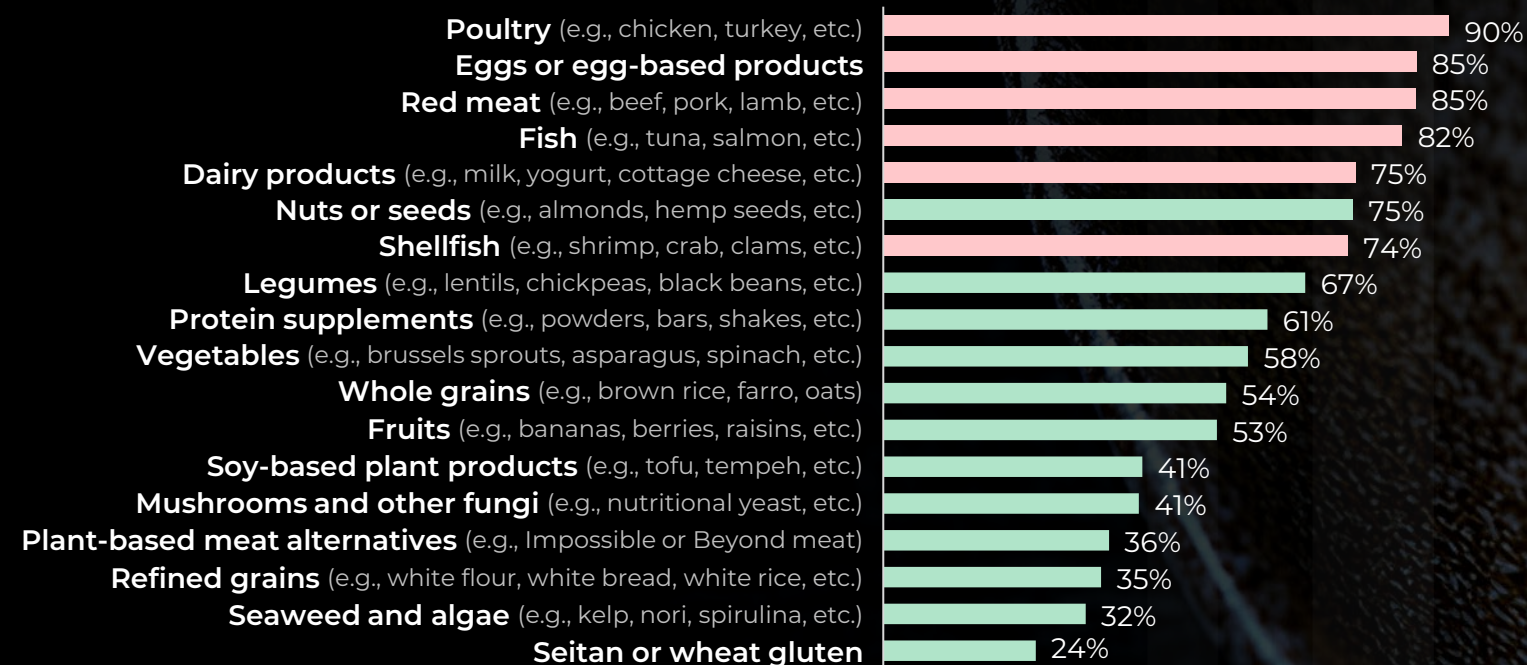 Poultry (e.g., chicken, turkey, etc.) 90%
Eggs or egg-based products 85%
Red meat (e.g., beef, pork, lamb, etc.) 85%
Fish (e.g., tuna, salmon, etc.) 82%
Dairy products (e.g., milk, yogurt, cottage cheese, etc.) 75%
Nuts or seeds (e.g., almonds, hemp seeds, etc.) 75%
Shellfish (e.g., shrimp, crab, clams, etc.) 74%
Legumes (e.g., lentils, chickpeas, black beans, etc.) 67%
Protein supplements (e.g., powders, bars, shakes, etc.) 61%
Vegetables (e.g., brussels sprouts, asparagus, spinach, etc.) 58%
Whole grains (e.g., brown rice, farro, oats) 54%
Fruits (e.g., bananas, berries, raisins, etc.) 53%
Soy-based plant products (e.g., tofu, tempeh, etc.) 41%
Mushrooms and other fungi (e.g., nutritional yeast, etc.) 41%
Plant-based meat alternatives (e.g., Impossible or Beyond meat) 36%
Refined grains (e.g., white flour, white bread, white rice, etc.) 35%
Seaweed and algae (e.g., kelp, nori, spirulina, etc.) 32%
Seitan or wheat gluten 24%